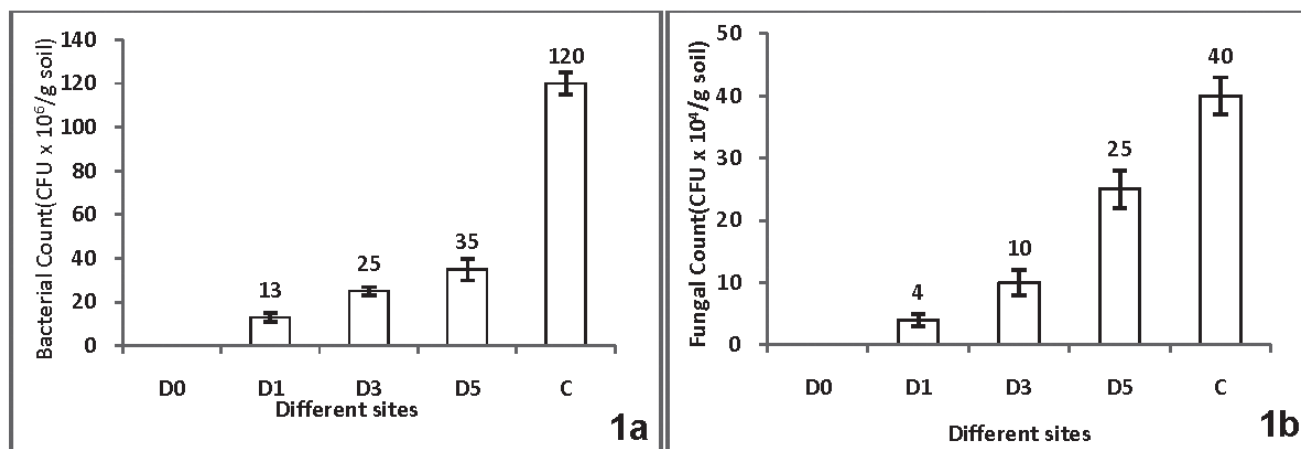 Bacterial Count(CFU x 10⁶/g soil)
140
120
100
80
60
40
20
0
13
25
35
120
D0 D1 D3 D5 C
Different sites
1a
Fungal Count(CFU x 10⁴/g soil)
50
40
30
20
10
0
4
10
25
40
D0 D1 D3 D5 C
Different sites
1b